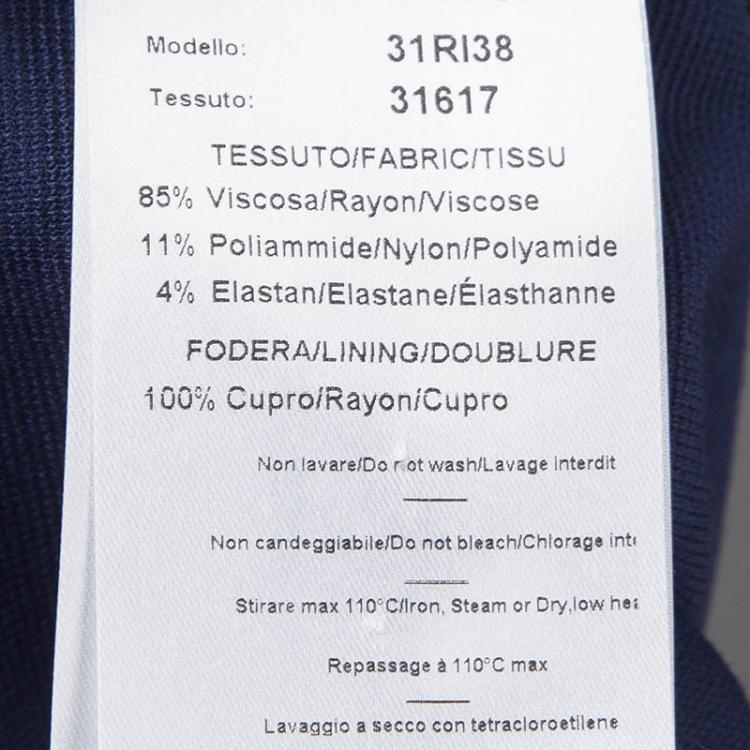 Modello: 31RI38
Tessuto: 31617
TESSUTO/FABRIC/TISSU
85% Viscosa/Rayon/Viscose
11% Poliammide/Nylon/Polyamide
4% Elastan/Elastane/Élasthanne
FODERA/LINING/DOUBLURE
100% Cupro/Rayon/Cupro
Non lavare/Do not wash/Lavage interdit
Non candeggiabile/Do not bleach/Chlorage
Stirare max 110°C/Iron, Steam or Dry,low
Repassage à 110°C max
Lavaggio a secco con tetracloroetilene